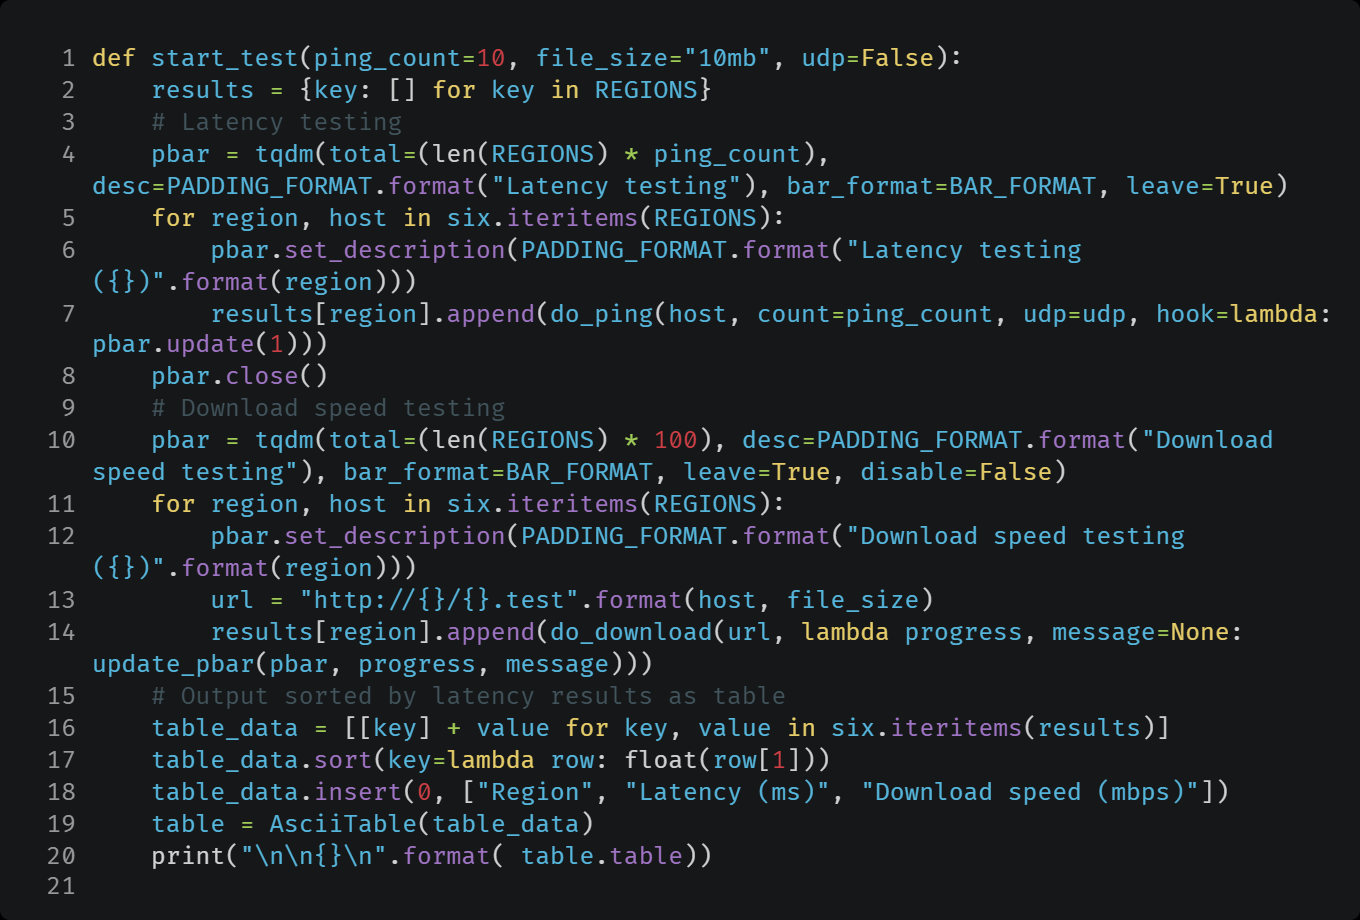 1 def start_test(ping_count=10, file_size="10mb", udp=False):
2     results = {key: [] for key in REGIONS}
3     # Latency testing
4     pbar = tqdm(total=(len(REGIONS) * ping_count),
desc=PADDING_FORMAT.format("Latency testing"), bar_format=BAR_FORMAT, leave=True)
5     for region, host in six.iteritems(REGIONS):
6         pbar.set_description(PADDING_FORMAT.format("Latency testing
({})".format(region)))
7         results[region].append(do_ping(host, count=ping_count, udp=udp, hook=lambda:
pbar.update(1)))
8     pbar.close()
9     # Download speed testing
10     pbar = tqdm(total=(len(REGIONS) * 100), desc=PADDING_FORMAT.format("Download
speed testing"), bar_format=BAR_FORMAT, leave=True, disable=False)
11     for region, host in six.iteritems(REGIONS):
12         pbar.set_description(PADDING_FORMAT.format("Download speed testing
({})".format(region)))
13         url = "http://{}/{}.test".format(host, file_size)
14         results[region].append(do_download(url, lambda progress, message=None:
update_pbar(pbar, progress, message)))
15     # Output sorted by latency results as table
16     table_data = [[key] + value for key, value in six.iteritems(results)]
17     table_data.sort(key=lambda row: float(row[1]))
18     table_data.insert(0, ["Region", "Latency (ms)", "Download speed (mbps)"])
19     table = AsciiTable(table_data)
20     print("\n\n{}\n".format( table.table))
21